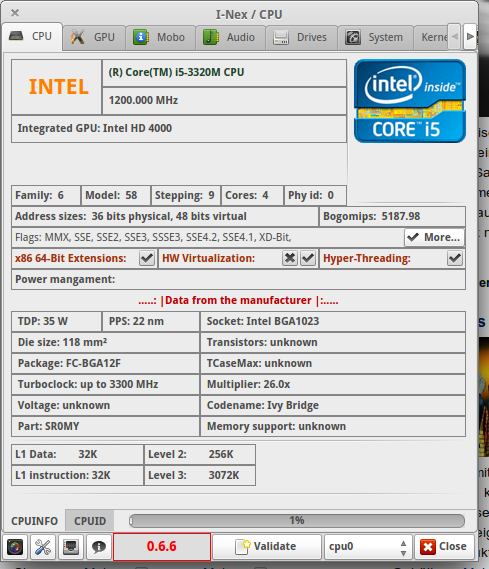 I-Nex / CPU
CPU GPU Mobo Audio Drives System Kerne
INTEL
(R) Core(TM) i5-3320M CPU
1200.000 MHz
Integrated GPU: Intel HD 4000
intel inside™
CORE™ i5
Family: 6 Model: 58 Stepping: 9 Cores: 4 Phy id: 0
Address sizes: 36 bits physical, 48 bits virtual Bogomips: 5187.98
Flags: MMX, SSE, SSE2, SSE3, SSSE3, SSE4.2, SSE4.1, XD-Bit, More...
x86 64-Bit Extensions: HW Virtualization: Hyper-Threading:
Power mangament:
.....: |Data from the manufacturer |:.....
TDP: 35 W PPS: 22 nm Socket: Intel BGA1023
Die size: 118 mm² Transistors: unknown
Package: FC-BGA12F TCaseMax: unknown
Turboclock: up to 3300 MHz Multiplier: 26.0x
Voltage: unknown Codename: Ivy Bridge
Part: SR0MY Memory support: unknown
L1 Data: 32K Level 2: 256K
L1 instruction: 32K Level 3: 3072K
CPUINFO CPUID 1%
0.6.6 Validate cpu0 Close